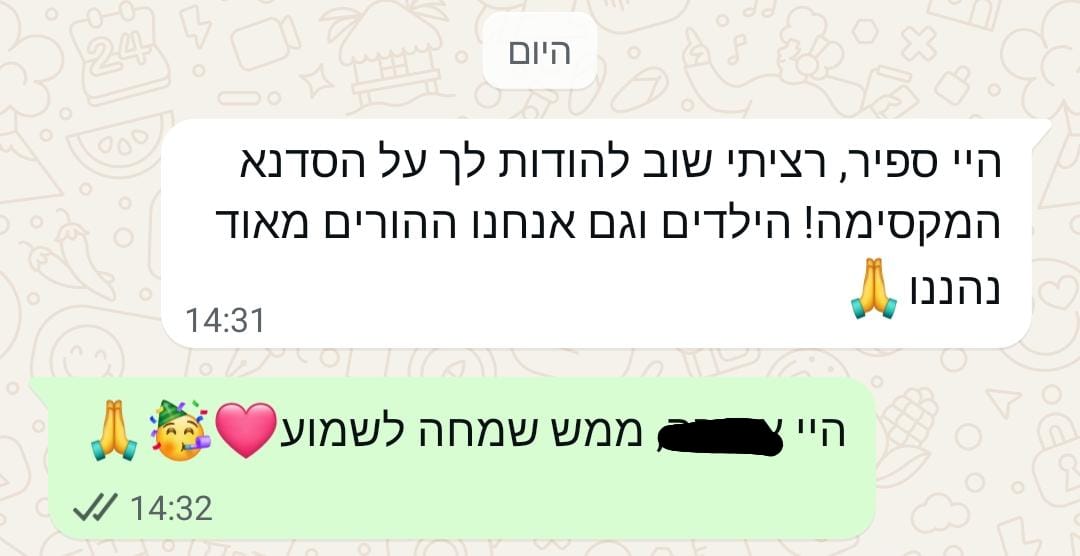 היום
היי ספיר, רציתי שוב להודות לך על הסדנא
המקסימה! הילדים וגם אנחנו ההורים מאוד
נהננו🙏
14:31
היי ממש שמחה לשמוע🩷🥳🙏
14:32